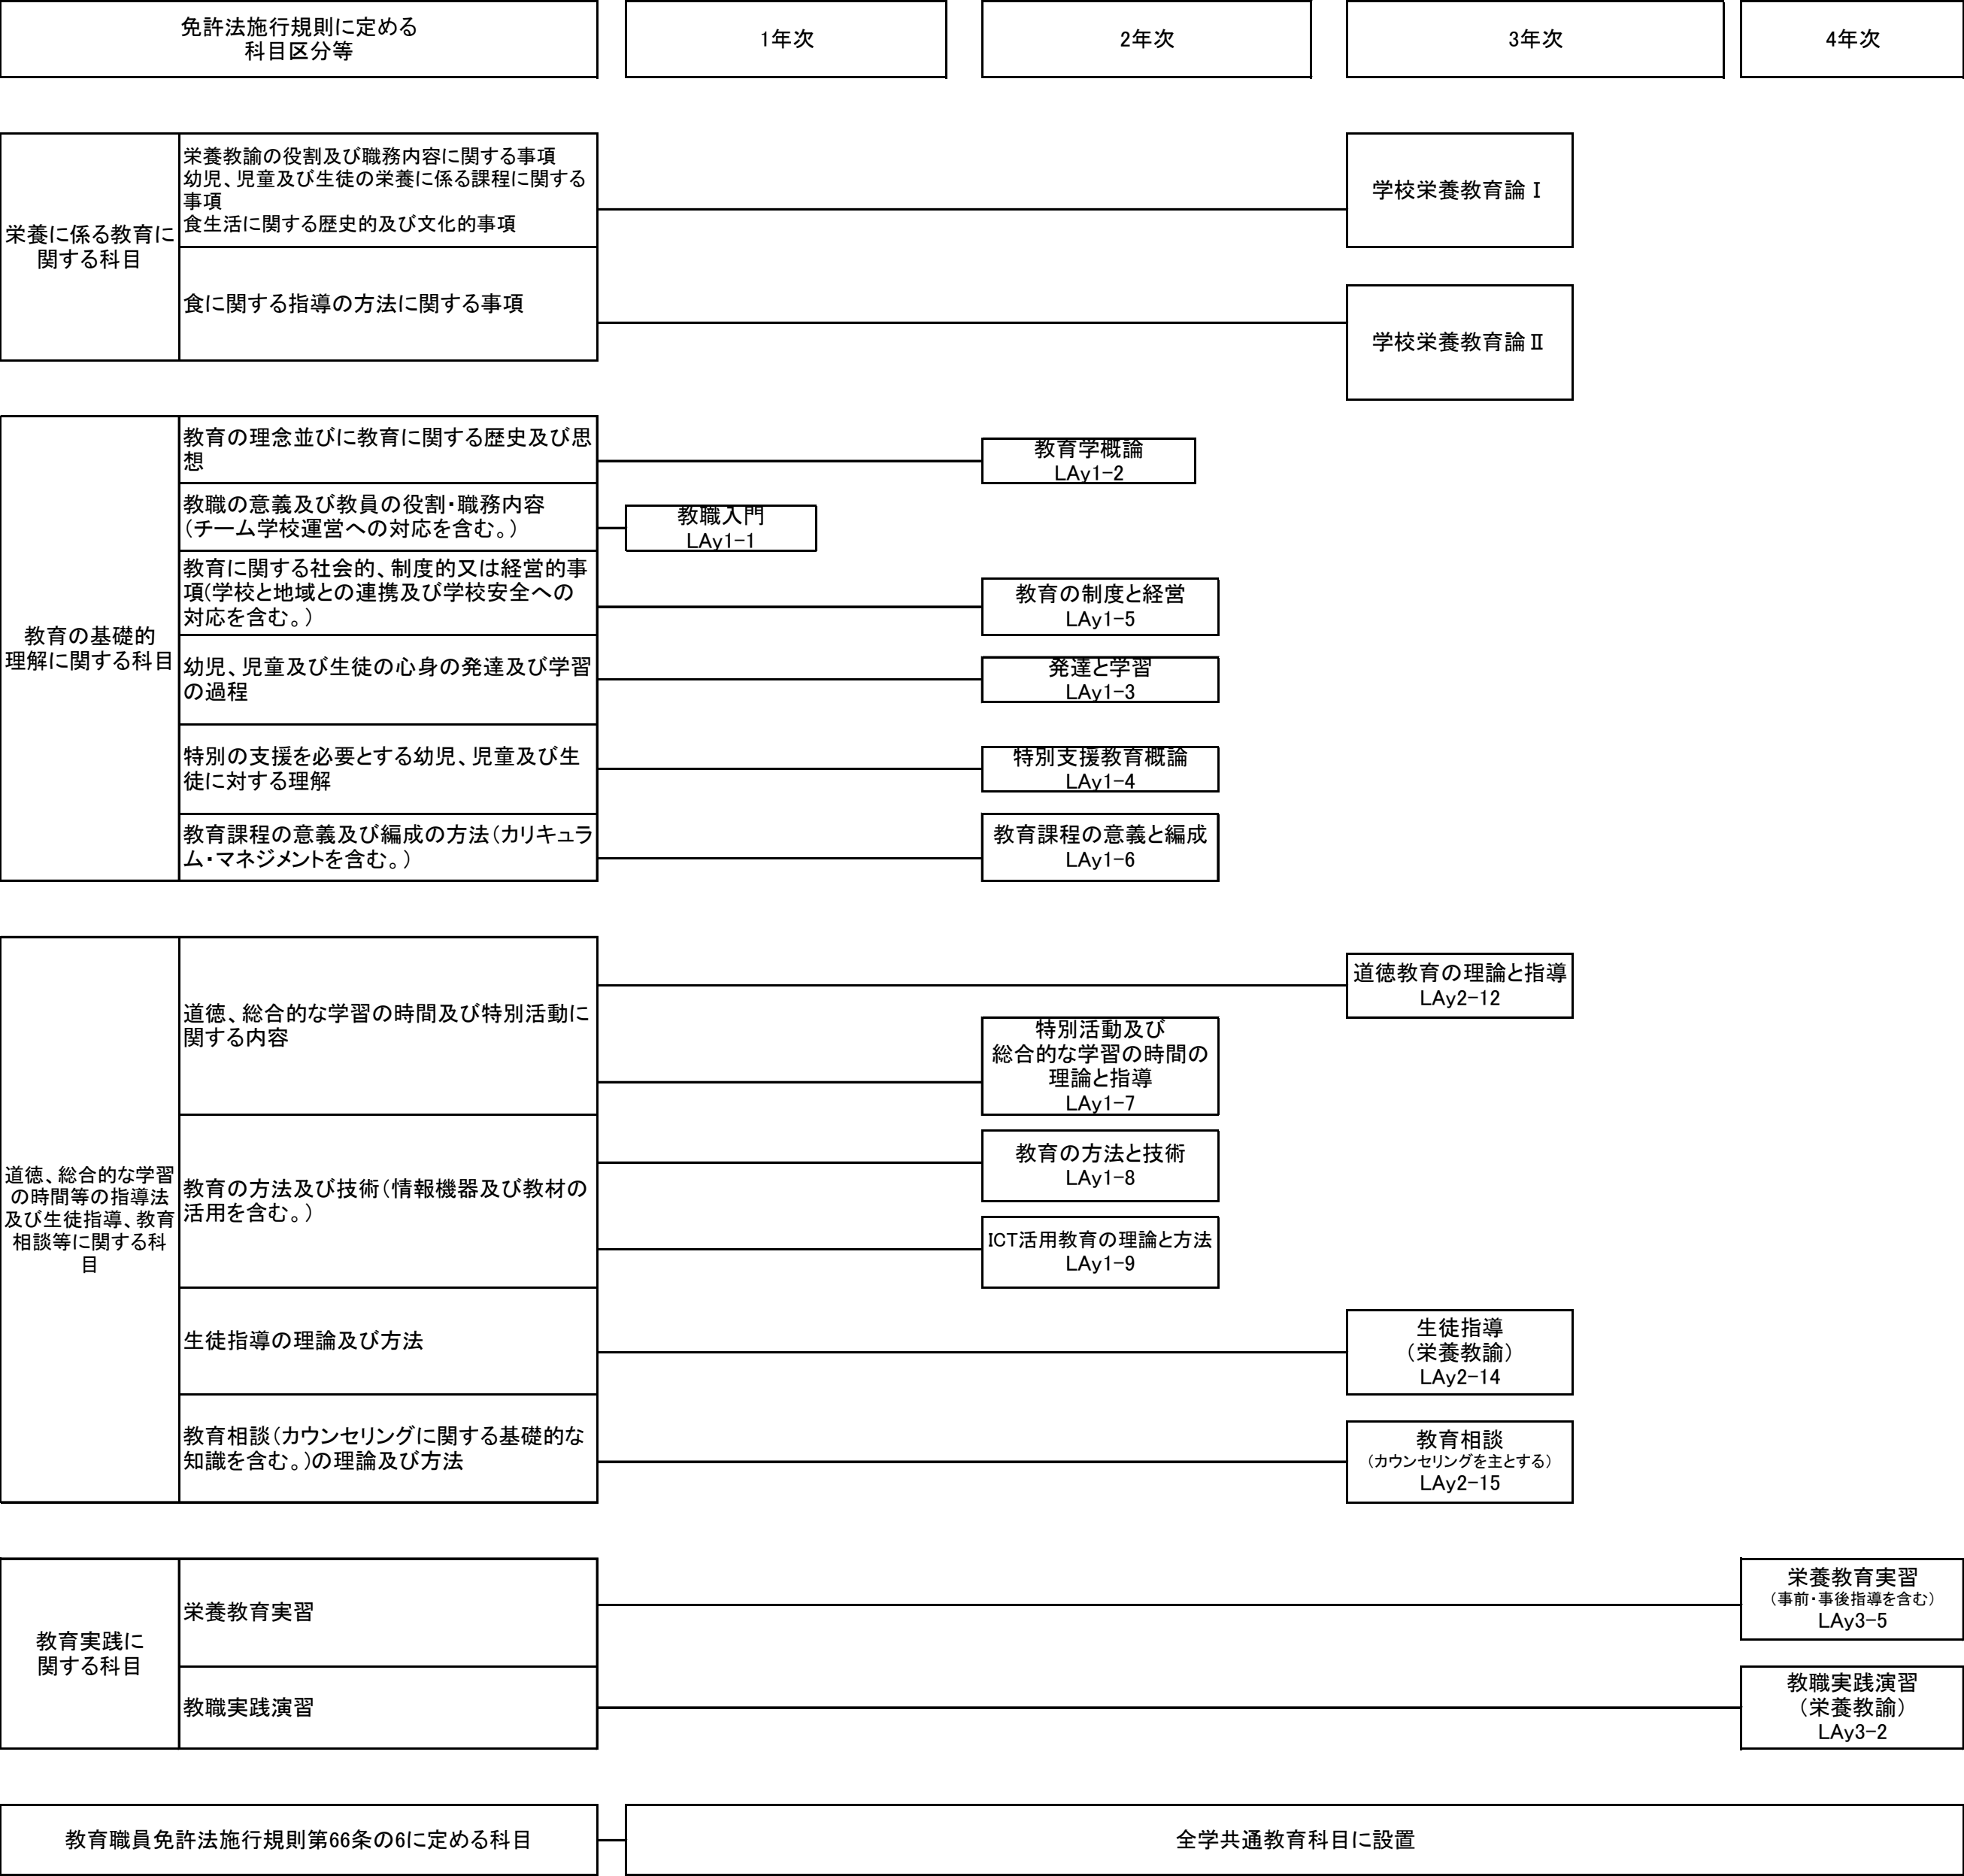 免許法施行規則に定める
科目区分等
1年次
2年次
3年次
4年次
栄養に係る教育に
関する科目
栄養教諭の役割及び職務内容に関する事項
幼児、児童及び生徒の栄養に係る課程に関する
事項
食生活に関する歴史的及び文化的事項
学校栄養教育論Ⅰ
食に関する指導の方法に関する事項
学校栄養教育論Ⅱ
教育の基礎的
理解に関する科目
教育の理念並びに教育に関する歴史及び思
想
教育学概論
LAy1-2
教職の意義及び教員の役割・職務内容
（チーム学校運営への対応を含む。）
教職入門
LAy1-1
教育に関する社会的、制度的又は経営的事
項(学校と地域との連携及び学校安全への
対応を含む。）
教育の制度と経営
LAy1-5
幼児、児童及び生徒の心身の発達及び学習
の過程
発達と学習
LAy1-3
特別の支援を必要とする幼児、児童及び生
徒に対する理解
特別支援教育概論
LAy1-4
教育課程の意義及び編成の方法（カリキュラ
ム・マネジメントを含む。）
教育課程の意義と編成
LAy1-6
道徳、総合的な学習
の時間等の指導法
及び生徒指導、教育
相談等に関する科
目
道徳、総合的な学習の時間及び特別活動に
関する内容
道徳教育の理論と指導
LAy2-12
特別活動及び
総合的な学習の時間の
理論と指導
LAy1-7
教育の方法及び技術（情報機器及び教材の
活用を含む。）
教育の方法と技術
LAy1-8
ICT活用教育の理論と方法
LAy1-9
生徒指導の理論及び方法
生徒指導
（栄養教諭）
LAy2-14
教育相談（カウンセリングに関する基礎的な
知識を含む。)の理論及び方法
教育相談
（カウンセリングを主とする）
LAy2-15
教育実践に
関する科目
栄養教育実習
栄養教育実習
（事前・事後指導を含む）
LAy3-5
教職実践演習
教職実践演習
（栄養教諭）
LAy3-2
教育職員免許法施行規則第66条の6に定める科目
全学共通教育科目に設置